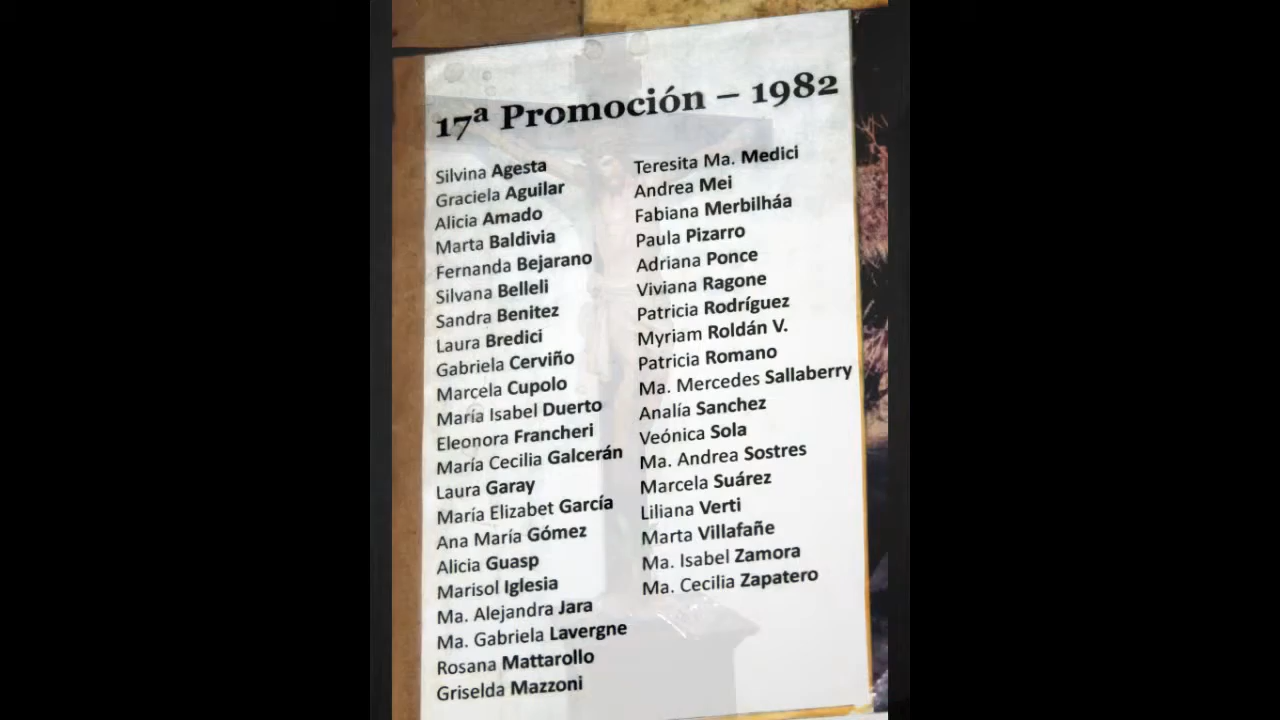 17ª Promoción – 1982
Silvina Agesta
Graciela Aguilar
Alicia Amado
Marta Baldivia
Fernanda Bejarano
Silvana Belleli
Sandra Benitez
Laura Bredici
Gabriela Cerviño
Marcela Cupolo
María Isabel Duerto
Eleonora Francheri
María Cecilia Galcerán
Laura Garay
María Elizabet García
Ana María Gómez
Alicia Guasp
Marisol Iglesia
Ma. Alejandra Jara
Ma. Gabriela Lavergne
Rosana Mattarollo
Griselda Mazzoni
Teresita Ma. Medici
Andrea Mei
Fabiana Merbilháa
Paula Pizarro
Adriana Ponce
Viviana Ragone
Patricia Rodríguez
Myriam Roldán V.
Patricia Romano
Ma. Mercedes Sallaberry
Analía Sanchez
Veónica Sola
Ma. Andrea Sostres
Marcela Suárez
Liliana Verti
Marta Villafañe
Ma. Isabel Zamora
Ma. Cecilia Zapatero